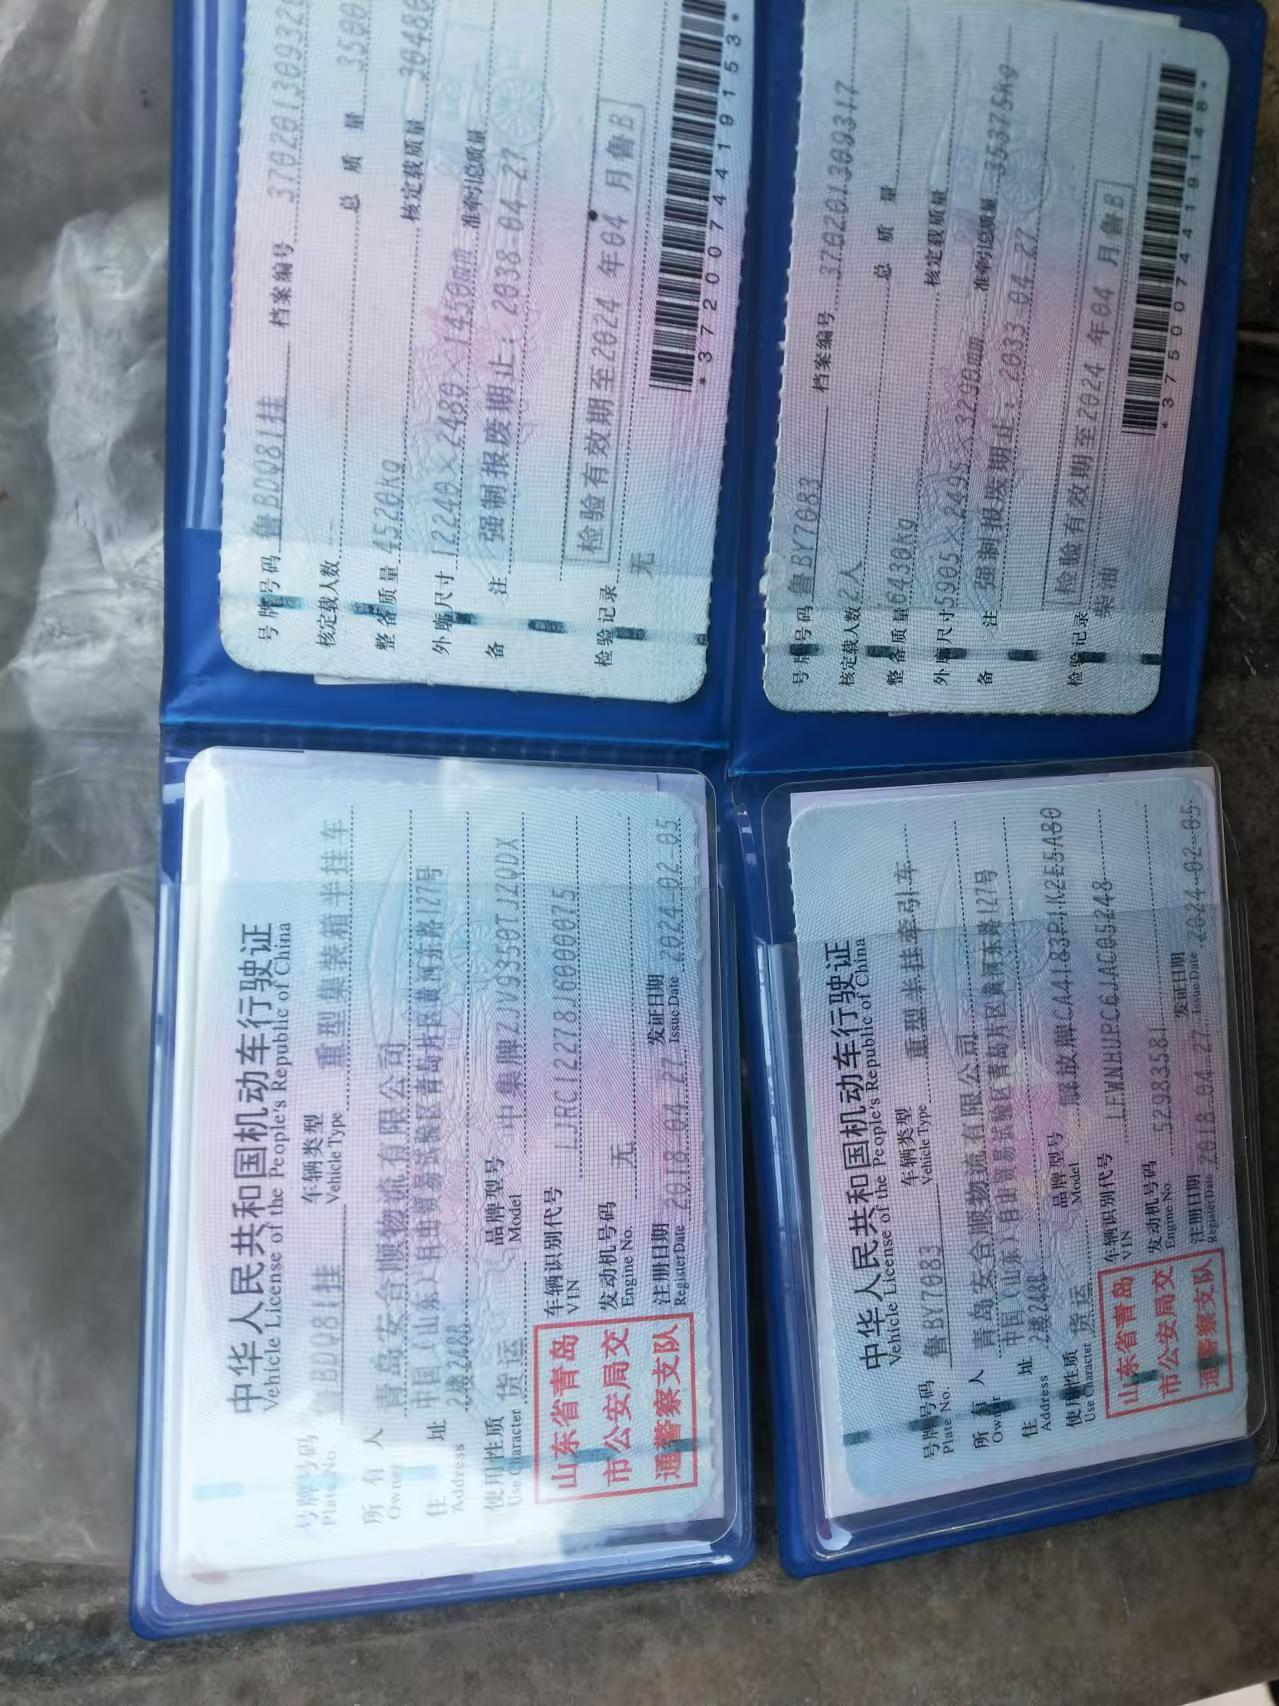 中华人民共和国机动车行驶证
Vehicle License of the People's Republic of China
号牌号码 鲁BDQ81挂 车辆类型 重型集装箱半挂车
Plate No. Vehicle Type
所有人 青岛安合顺物流有限公司
Owner
住址 中国(山东)自由贸易试验区青岛片区黄河东路127号
Address 2楼248R
使用性质 货运 品牌型号 中集牌ZJV9350TJZQDX
Use Character Model
车辆识别代号
VIN
发动机号码 无
Engine No.
注册日期 2018-04-27 发证日期 2024-02-05
Register Date Issue Date
山东省青岛
市公安局交
通警察支队
号牌号码 鲁BDQ81挂 档案编号
核定载人数 总质量
整备质量 4520kg 核定载质量
外廓尺寸 12240×2480×1450mm 准牵引总质量
备注 强制报废期止:2038-04-27
检验有效期至2024年04月鲁B
检验记录
无
*3720074419153*
中华人民共和国机动车行驶证
Vehicle License of the People's Republic of China
号牌号码 鲁BY7083 车辆类型 重型半挂牵引车
Plate No. Vehicle Type
所有人 青岛安合顺物流有限公司
Owner
住址 中国(山东)自由贸易试验区青岛片区黄河东路127号
Address 2楼248R
使用性质 货运 品牌型号 解放牌CA4183P1K2E5A80
Use Character Model
车辆识别代号 LFWNHUPC6JAC05248
VIN
发动机号码 52983581
Engine No.
注册日期 2018-04-27 发证日期 2024-02-05
Register Date Issue Date
山东省青岛
市公安局交
通警察支队
号牌号码 鲁BY7083 档案编号 370201309317
核定载人数 2人 总质量
整备质量 6430kg 核定载质量
外廓尺寸 5905×2495×3290mm 准牵引总质量 35375kg
备注 强制报废期止:2033-04-27
检验有效期至2024年04月鲁B
检验记录
柴油
*3750074419148*